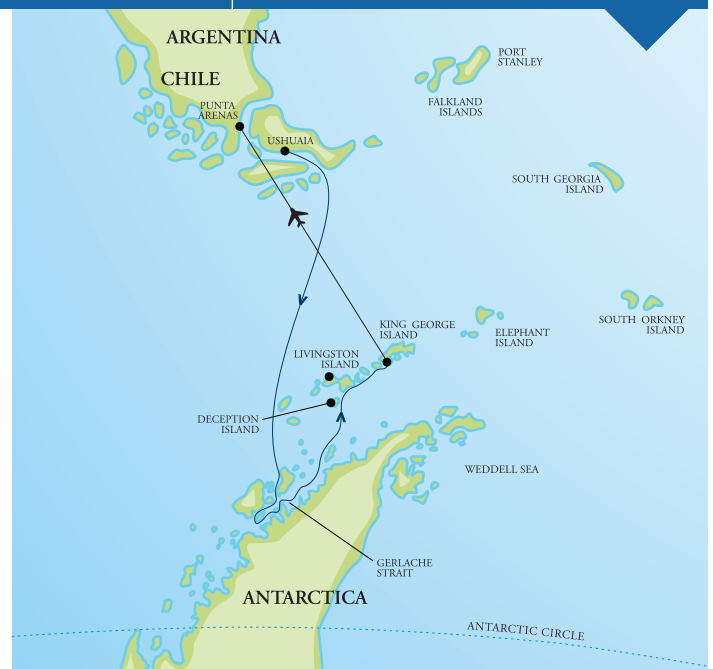 ARGENTINA
CHILE
PUNTA
ARENAS
USHUAIA
PORT
STANLEY
FALKLAND
ISLANDS
SOUTH GEORGIA
ISLAND
SOUTH ORKNEY
ISLAND
KING GEORGE
ISLAND
ELEPHANT
ISLAND
LIVINGSTON
ISLAND
DECEPTION
ISLAND
WEDDELL SEA
GERLACHE
STRAIT
ANTARCTICA
ANTARCTIC CIRCLE